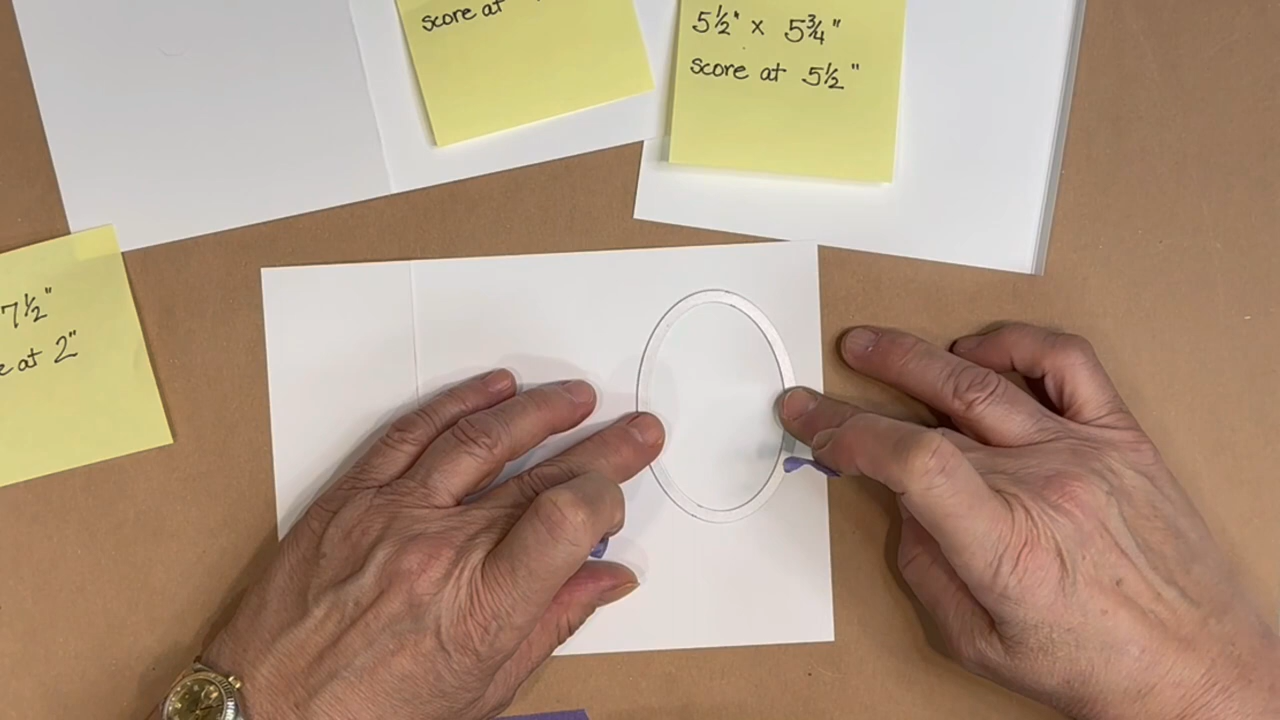 score at
5½" x 5¾"
score at 5½"
7½"
at 2"